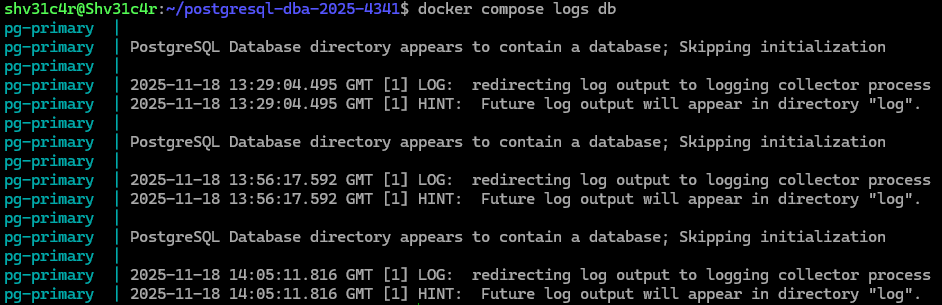 shv31c4r@Shv31c4r:~/postgresql-dba-2025-4341$ docker compose logs db
pg-primary  |
pg-primary  | PostgreSQL Database directory appears to contain a database; Skipping initialization
pg-primary  |
pg-primary  | 2025-11-18 13:29:04.495 GMT [1] LOG:  redirecting log output to logging collector process
pg-primary  | 2025-11-18 13:29:04.495 GMT [1] HINT:  Future log output will appear in directory "log".
pg-primary  |
pg-primary  | PostgreSQL Database directory appears to contain a database; Skipping initialization
pg-primary  |
pg-primary  | 2025-11-18 13:56:17.592 GMT [1] LOG:  redirecting log output to logging collector process
pg-primary  | 2025-11-18 13:56:17.592 GMT [1] HINT:  Future log output will appear in directory "log".
pg-primary  |
pg-primary  | PostgreSQL Database directory appears to contain a database; Skipping initialization
pg-primary  |
pg-primary  | 2025-11-18 14:05:11.816 GMT [1] LOG:  redirecting log output to logging collector process
pg-primary  | 2025-11-18 14:05:11.816 GMT [1] HINT:  Future log output will appear in directory "log".